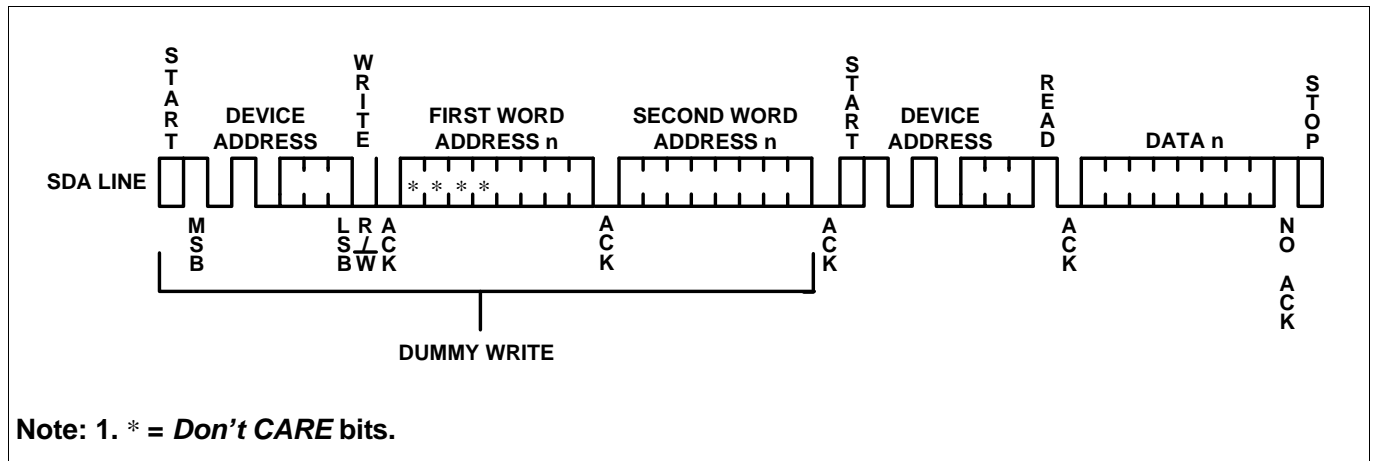 START
WRITE
START
READ
STOP
DEVICE ADDRESS
FIRST WORD ADDRESS n
SECOND WORD ADDRESS n
DEVICE ADDRESS
DATA n
SDA LINE
* * * *
MSB
LSB
R/W
ACK
ACK
ACK
ACK
NO ACK
DUMMY WRITE
Note: 1. * = Don't CARE bits.